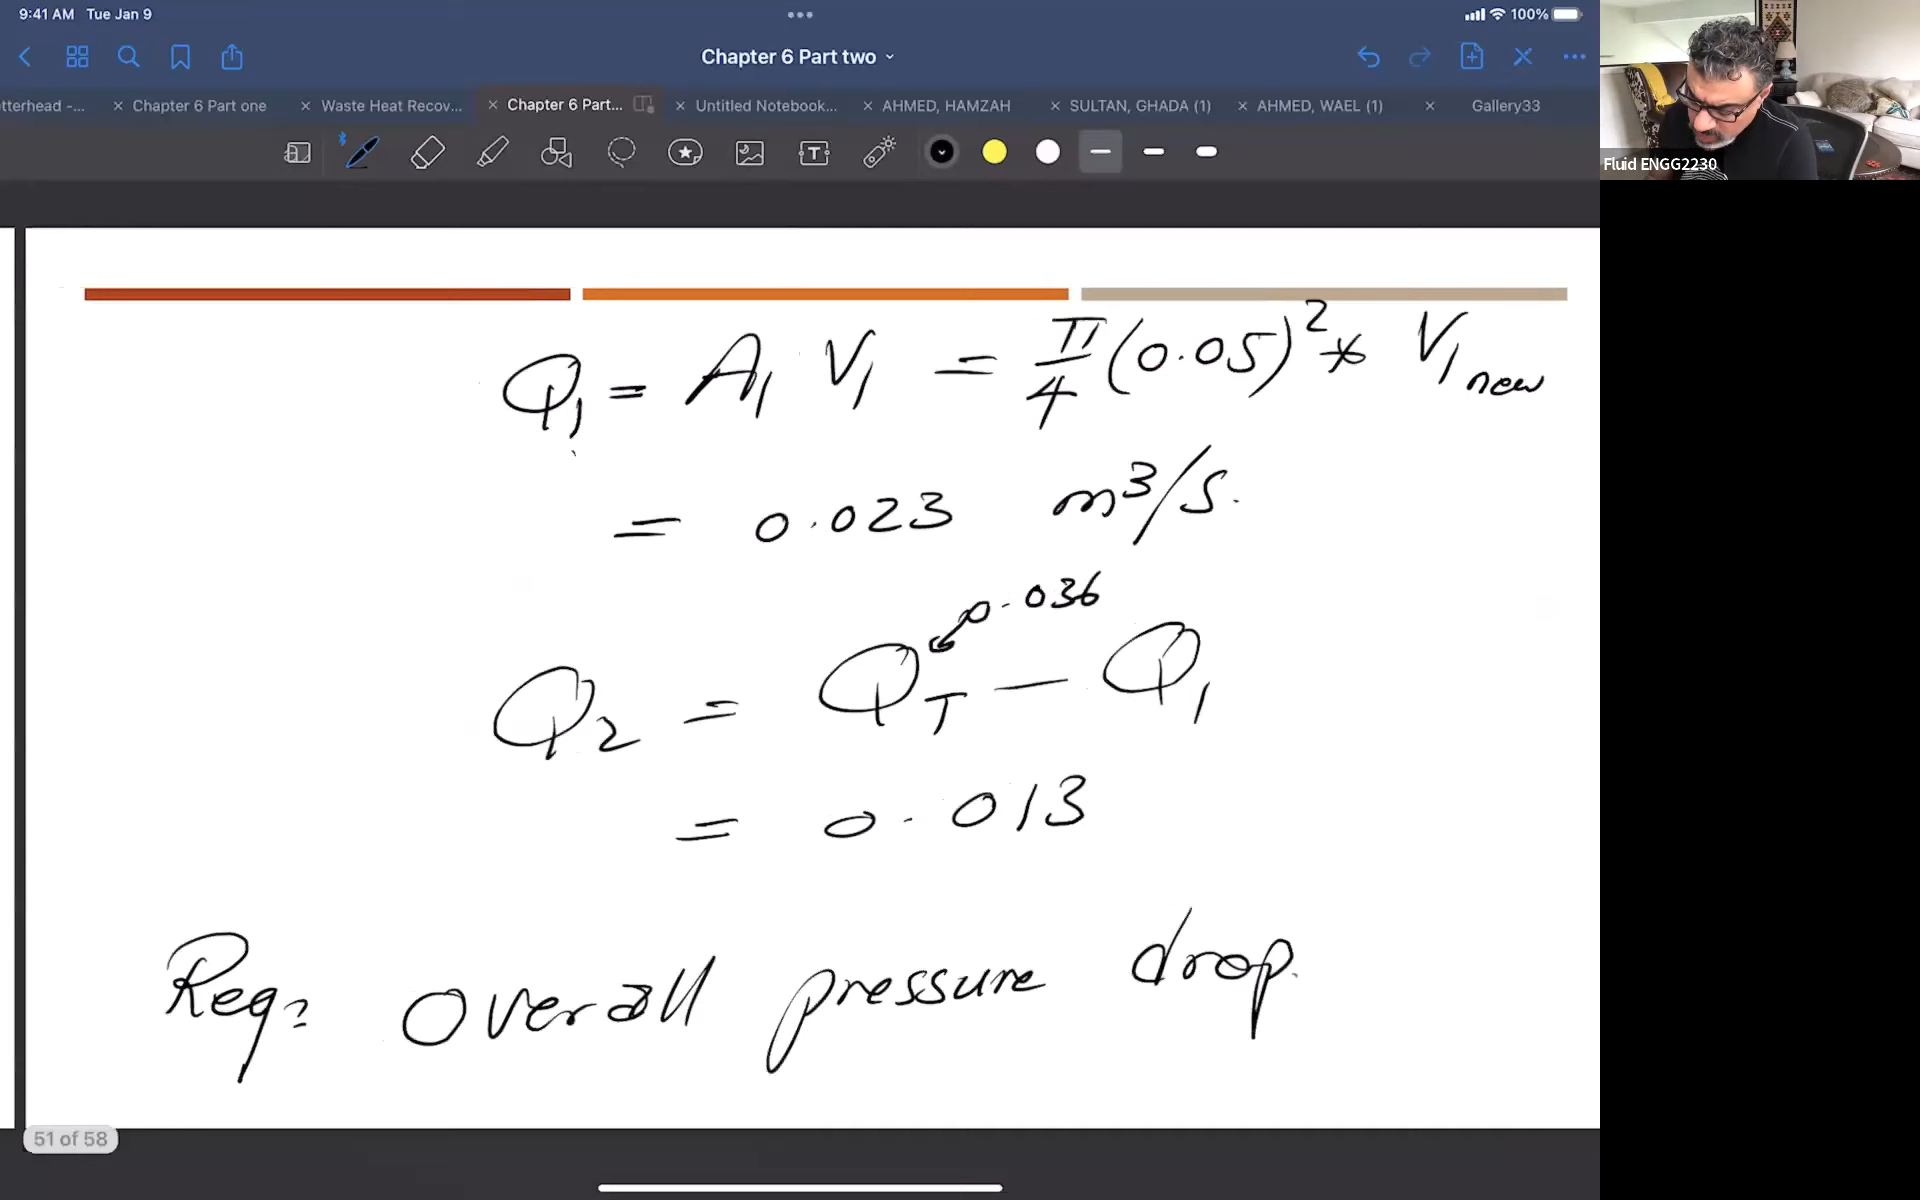 9:41 AM Tue Jan 9
100%
Chapter 6 Part two
tterhead -...
Chapter 6 Part one
Waste Heat Recov...
Chapter 6 Part...
Untitled Notebook...
AHMED, HAMZAH
SULTAN, GHADA (1)
AHMED, WAEL (1)
Gallery33
Fluid ENGG2230
Q₁ = A₁ V₁ = π/4 (0.05)² * V₁ new
= 0.023 m³/s.
0.036
Q₂ = Q_T − Q₁
= 0.013
Req: Overall pressure drop.
51 of 58